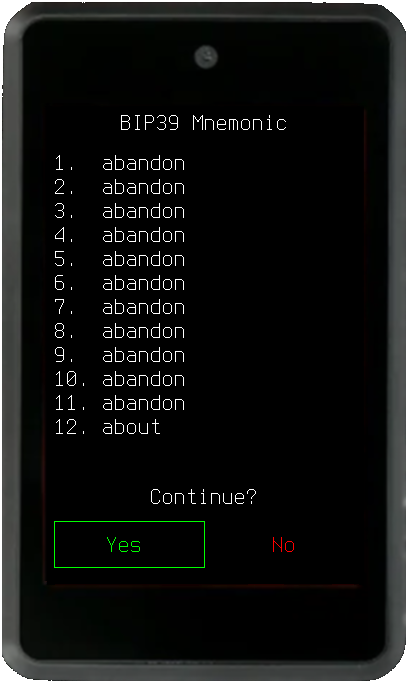 BIP39 Mnemonic
1. abandon
2. abandon
3. abandon
4. abandon
5. abandon
6. abandon
7. abandon
8. abandon
9. abandon
10. abandon
11. abandon
12. about
Continue?
Yes No